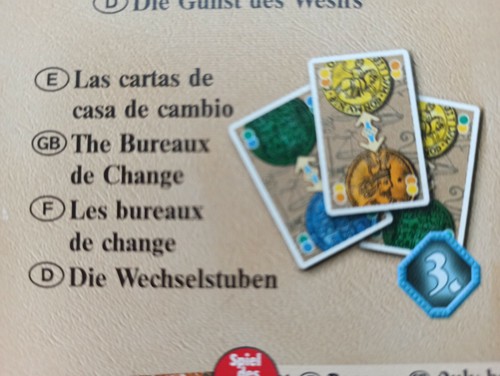 D Die Gunst des Wesirs
E Las cartas de
casa de cambio
GB The Bureaux
de Change
F Les bureaux
de change
D Die Wechselstuben
3.
Spiel
des